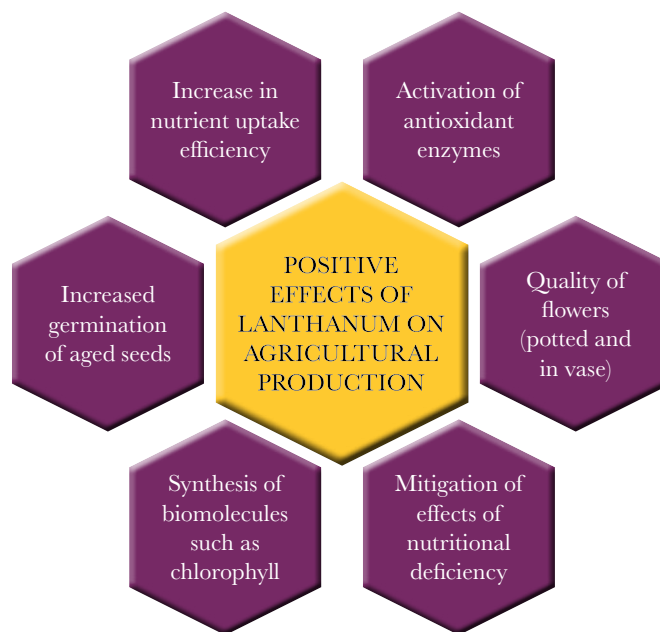 Increase in
nutrient uptake
efficiency
Activation of
antioxidant
enzymes
POSITIVE
EFFECTS OF
LANTHANUM ON
AGRICULTURAL
PRODUCTION
Increased
germination
of aged seeds
Quality of
flowers
(potted and
in vase)
Synthesis of
biomolecules
such as
chlorophyll
Mitigation of
effects of
nutritional
deficiency